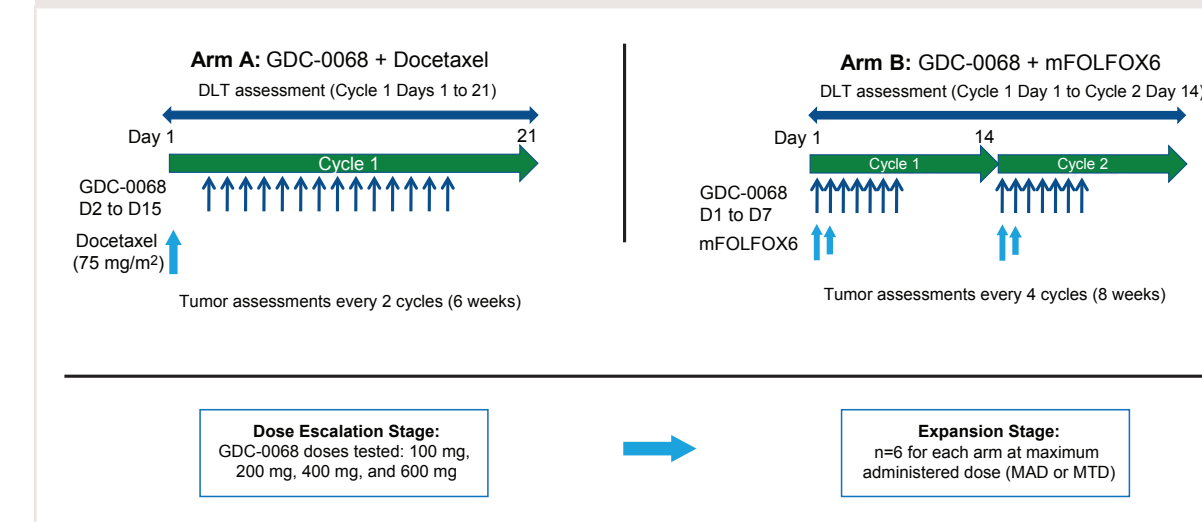 Arm A: GDC-0068 + Docetaxel
DLT assessment (Cycle 1 Days 1 to 21)
Day 1
21
Cycle 1
GDC-0068
D2 to D15
Docetaxel
(75 mg/m²)
Tumor assessments every 2 cycles (6 weeks)
Arm B: GDC-0068 + mFOLFOX6
DLT assessment (Cycle 1 Day 1 to Cycle 2 Day 14)
Day 1
14
Cycle 1
Cycle 2
GDC-0068
D1 to D7
mFOLFOX6
Tumor assessments every 4 cycles (8 weeks)
Dose Escalation Stage:
GDC-0068 doses tested: 100 mg,
200 mg, 400 mg, and 600 mg
Expansion Stage:
n=6 for each arm at maximum
administered dose (MAD or MTD)